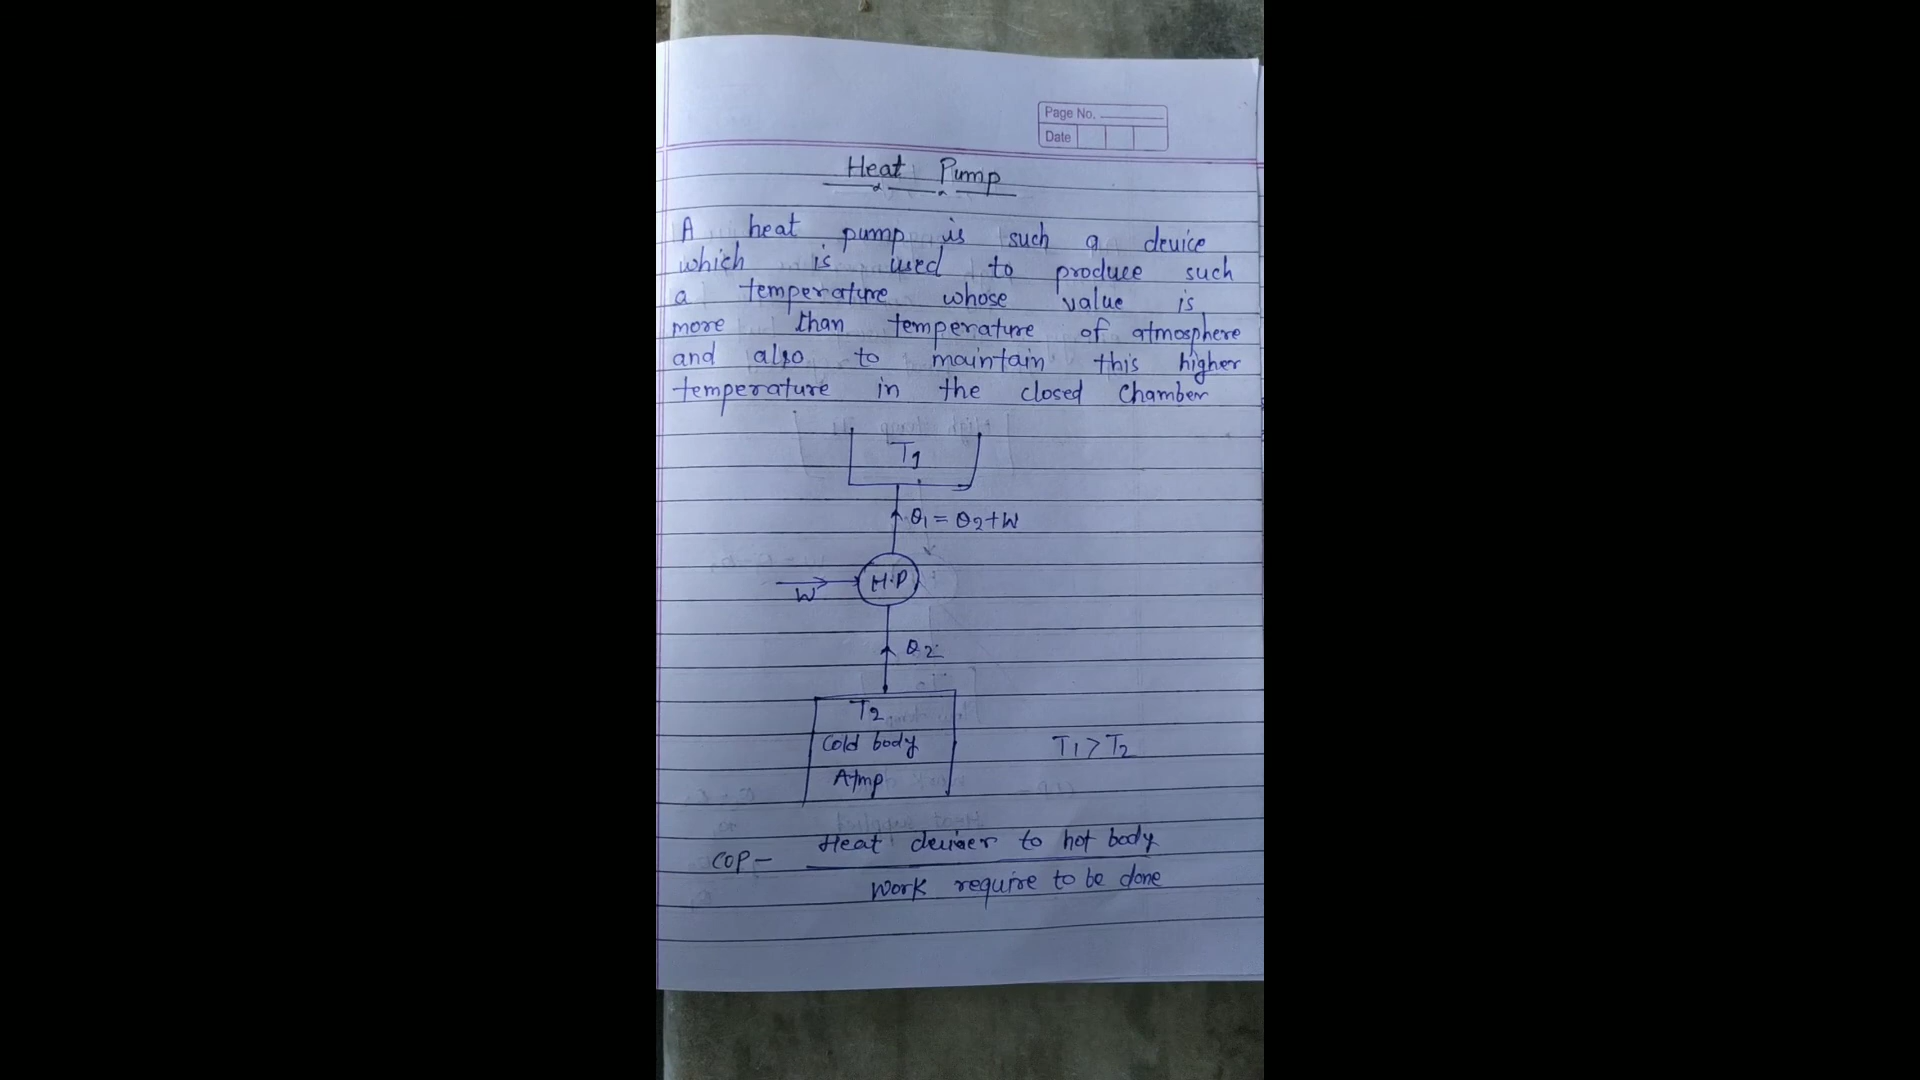 Page No.
Date
Heat Pump
A heat pump is such a device
which is used to produce such
a temperature whose value is
more than temperature of atmosphere
and also to maintain this higher
temperature in the closed Chamber
T1
Q1 = Q2 + W
H.P
W
Q2
T2
Cold body
T1 > T2
Atmp
Heat deliver to hot body
COP –
Work require to be done